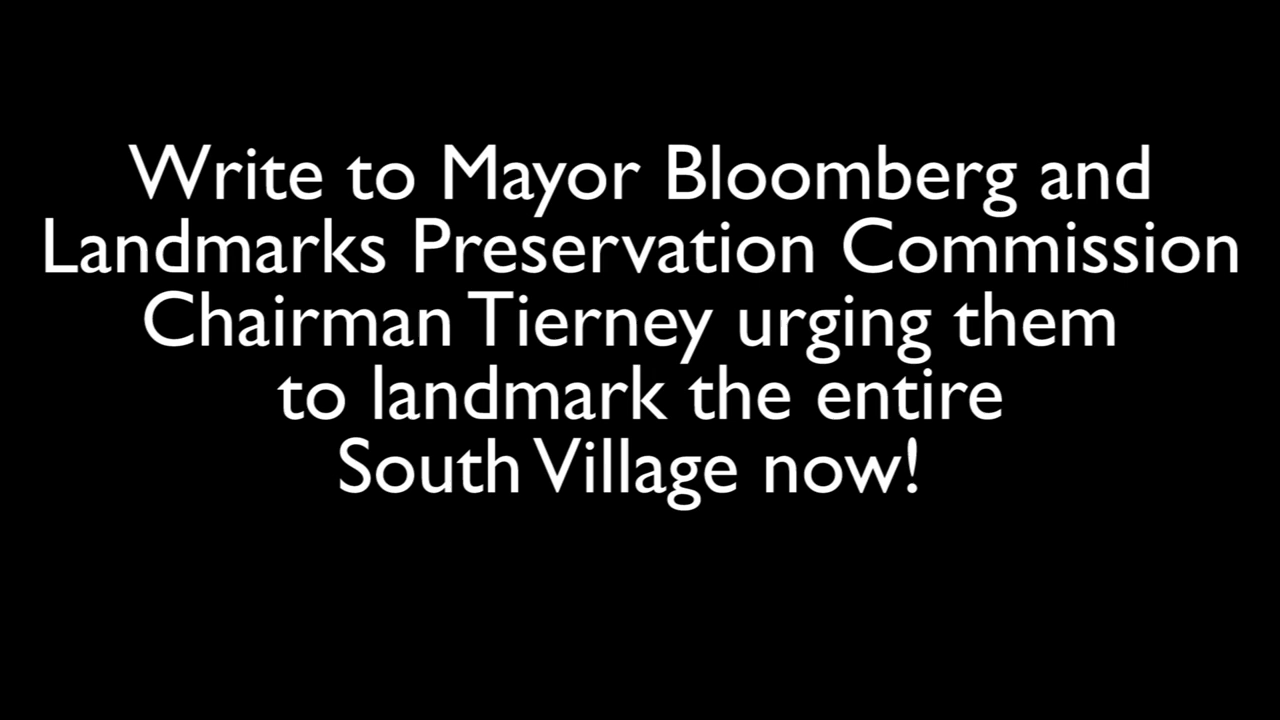 Write to Mayor Bloomberg and
Landmarks Preservation Commission
Chairman Tierney urging them
to landmark the entire
South Village now!